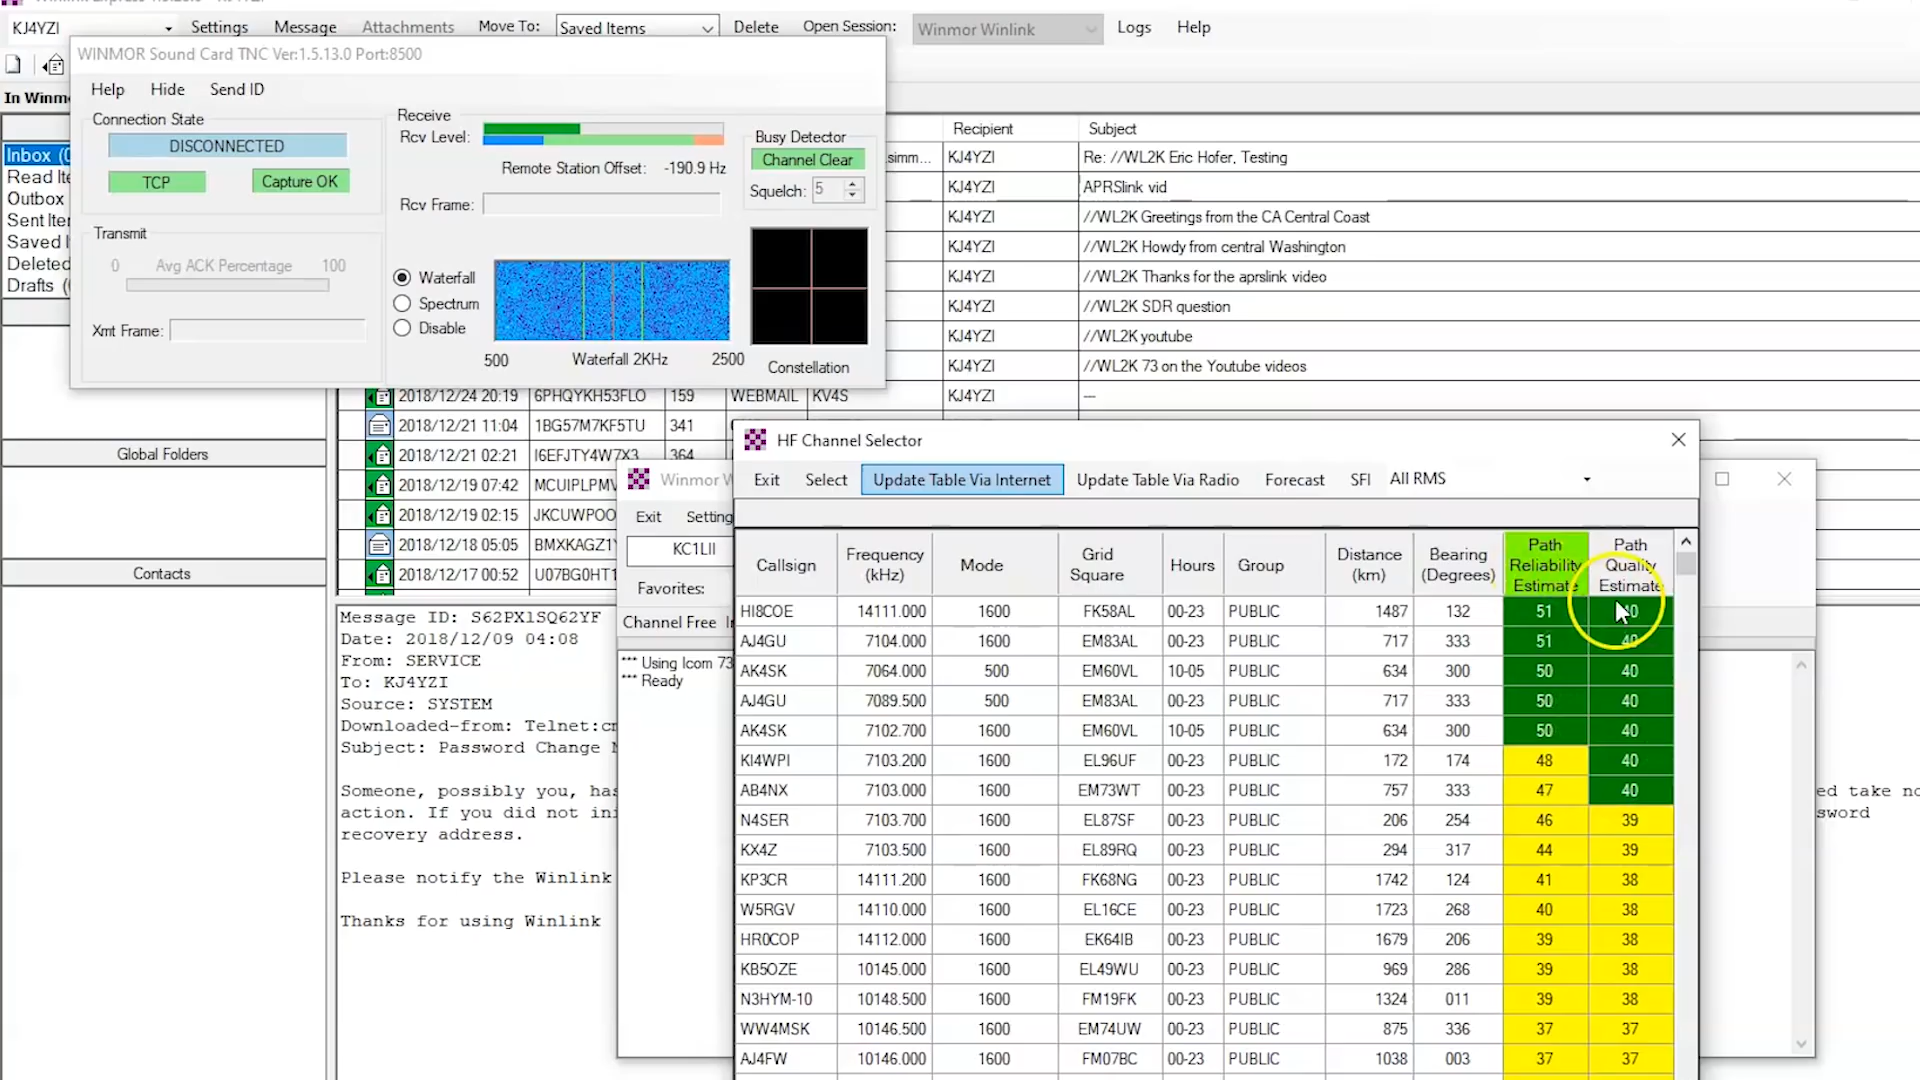 KJ4YZI Settings Message Attachments Move To: Saved Items Delete Open Session: Winmor Winlink Logs Help
WINMOR Sound Card TNC Ver:1.5.13.0 Port:8500
Help Hide Send ID
In
Connection State
DISCONNECTED
TCP Capture OK
Transmit
0 Avg ACK Percentage 100
Xmt Frame:
Receive
Rcv Level:
Remote Station Offset: -190.9 Hz
Rcv Frame:
Waterfall
Spectrum
Disable
500 Waterfall 2KHz 2500
Busy Detector
Channel Clear
Squelch: 5
Constellation
Inbox
Read
Outbox
Sent
Saved
Deleted
Drafts
Global Folders
Contacts
Recipient Subject
KJ4YZI Re: //WL2K Eric Hofer, Testing
KJ4YZI APRSlink vid
KJ4YZI //WL2K Greetings from the CA Central Coast
KJ4YZI //WL2K Howdy from central Washington
KJ4YZI //WL2K Thanks for the aprslink video
KJ4YZI //WL2K SDR question
KJ4YZI //WL2K youtube
KJ4YZI //WL2K 73 on the Youtube videos
2018/12/24 20:19 6PHQYKH53FLO 159 WEBMAIL KV4S KJ4YZI ---
2018/12/21 11:04 1BG57M7KF5TU 341
2018/12/21 02:21 I6EFJTY4W7X3 364
2018/12/19 07:42 MCUIPLPM
2018/12/19 02:15 JKCUWPOO
2018/12/18 05:05 BMXKAGZ1
2018/12/17 00:52 U07BG0HT
Message ID: S62PX1SQ62YF
Date: 2018/12/09 04:08
From: SERVICE
To: KJ4YZI
Source: SYSTEM
Downloaded-from: Telnet:
Subject: Password Change
Someone, possibly you, has
action. If you did not
recovery address.
Please notify the Winlink
Thanks for using Winlink
ed take
sword
Winmor
Exit
KC1LII
Favorites:
Channel Free
*** Using Icom
*** Ready
HF Channel Selector
Exit Select Update Table Via Internet Update Table Via Radio Forecast SFI All RMS
Callsign Frequency (kHz) Mode Grid Square Hours Group Distance (km) Bearing (Degrees) Path Reliability Estimate Path Quality Estimate
HI8COE 14111.000 1600 FK58AL 00-23 PUBLIC 1487 132 51 40
AJ4GU 7104.000 1600 EM83AL 00-23 PUBLIC 717 333 51 40
AK4SK 7064.000 500 EM60VL 10-05 PUBLIC 634 300 50 40
AJ4GU 7089.500 500 EM83AL 00-23 PUBLIC 717 333 50 40
AK4SK 7102.700 1600 EM60VL 10-05 PUBLIC 634 300 50 40
KI4WPI 7103.200 1600 EL96UF 00-23 PUBLIC 172 174 48 40
AB4NX 7103.000 1600 EM73WT 00-23 PUBLIC 757 333 47 40
N4SER 7103.700 1600 EL87SF 00-23 PUBLIC 206 254 46 39
KX4Z 7103.500 1600 EL89RQ 00-23 PUBLIC 294 317 44 39
KP3CR 14111.200 1600 FK68NG 00-23 PUBLIC 1742 124 41 38
W5RGV 14110.000 1600 EL16CE 00-23 PUBLIC 1723 268 40 38
HR0COP 14112.000 1600 EK64IB 00-23 PUBLIC 1679 206 39 38
KB5OZE 10145.000 1600 EL49WU 00-23 PUBLIC 969 286 39 38
N3HYM-10 10148.500 1600 FM19FK 00-23 PUBLIC 1324 011 39 38
WW4MSK 10146.500 1600 EM74UW 00-23 PUBLIC 875 336 37 37
AJ4FW 10146.000 1600 FM07BC 00-23 PUBLIC 1038 003 37 37